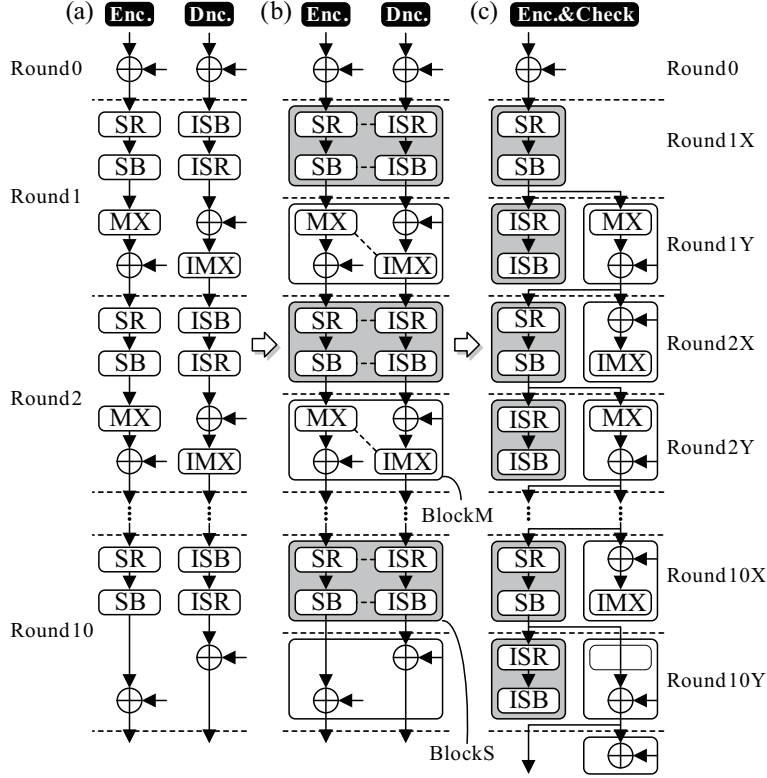 (a) Enc. Dnc. (b) Enc. Dnc. (c) Enc.&Check
Round0 Round0
SR ISB SR ISR SR
Round1X
SB ISR SB ISB SB
Round1
MX MX ISR MX
Round1Y
IMX IMX ISB
SR ISB SR ISR SR
Round2X
SB ISR SB ISB SB IMX
Round2
MX MX ISR MX
Round2Y
IMX IMX ISB
BlockM
SR ISB SR ISR SR
Round10X
SB ISR SB ISB SB IMX
Round10
ISR
Round10Y
ISB
BlockS